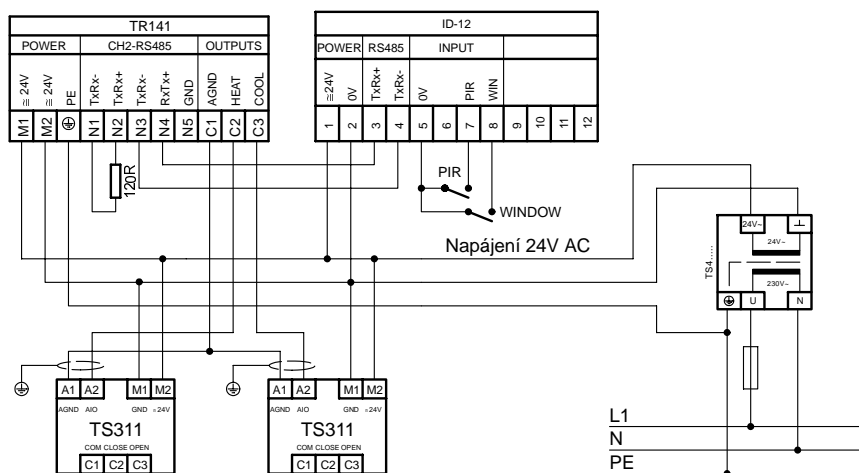 TR141
POWER CH2-RS485 OUTPUTS
≅ 24V ≅ 24V PE TxRx- TxRx+ TxRx- RxTx+ GND AGND HEAT COOL
M1 M2 N1 N2 N3 N4 N5 C1 C2 C3
120R
ID-12
POWER RS485 INPUT
≅24V 0V TxRx+ TxRx- 0V PIR WIN
1 2 3 4 5 6 7 8 9 10 11 12
PIR
WINDOW
Napájení 24V AC
24V~ ⊥
24V~
TS4.....
230V~
U N
A1 A2 M1 M2
AGND AIO GND ≅24V
TS311
COM CLOSE OPEN
C1 C2 C3
A1 A2 M1 M2
AGND AIO GND ≅24V
TS311
COM CLOSE OPEN
C1 C2 C3
L1
N
PE